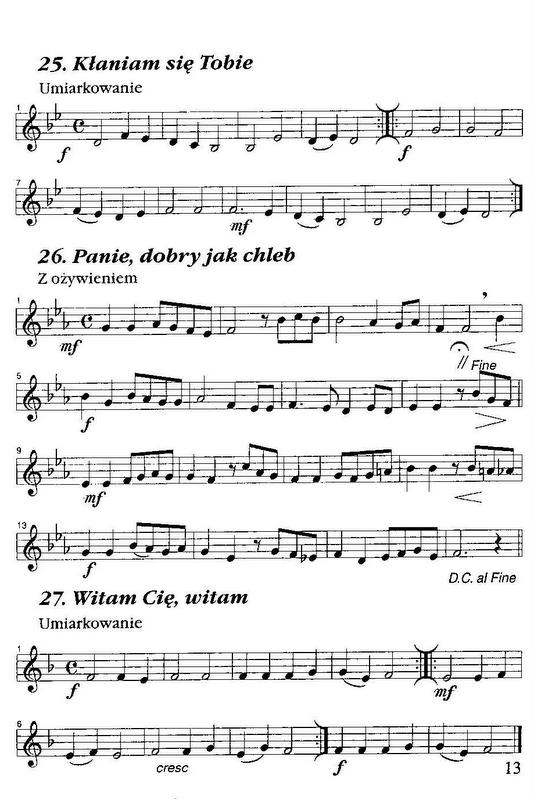 25. Kłaniam się Tobie
Umiarkowanie
1
f
f
7
mf
26. Panie, dobry jak chleb
Z ożywieniem
1
mf
// Fine
5
f
9
mf
13
f
D.C. al Fine
27. Witam Cię, witam
Umiarkowanie
1
f
mf
6
cresc
f
13